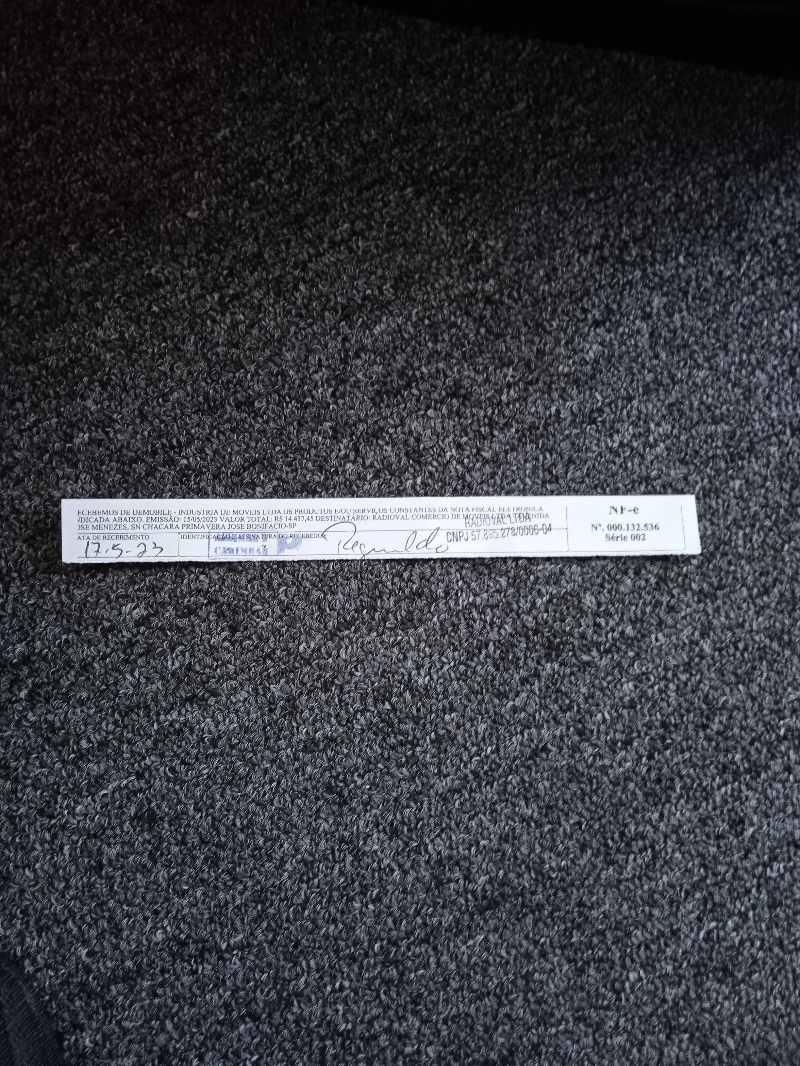 ECEBEMOS DE DEMOBILE - INDUSTRIA DE MOVEIS LTDA OS PRODUTOS E/OU SERVIÇOS CONSTANTES DA NOTA FISCAL ELETRONICA
NDICADA ABAIXO. EMISSÃO: 15/05/2023 VALOR TOTAL: R$ 14.437,45 DESTINATÁRIO: RADIOVAL COMERCIO DE MOVEIS LTDA AVENIDA
JOSE MENEZES, SN CHACARA PRIMAVERA JOSE BONIFACIO-SP
RADIOVAL LTDA
CNPJ 57.895.278/0006-04
ATA DE RECEBIMENTO
17-5-23
IDENTIFICAÇÃO E ASSINATURA DO RECEBEDOR
Reginaldo
NF-e
Nº. 000.132.536
Série 002